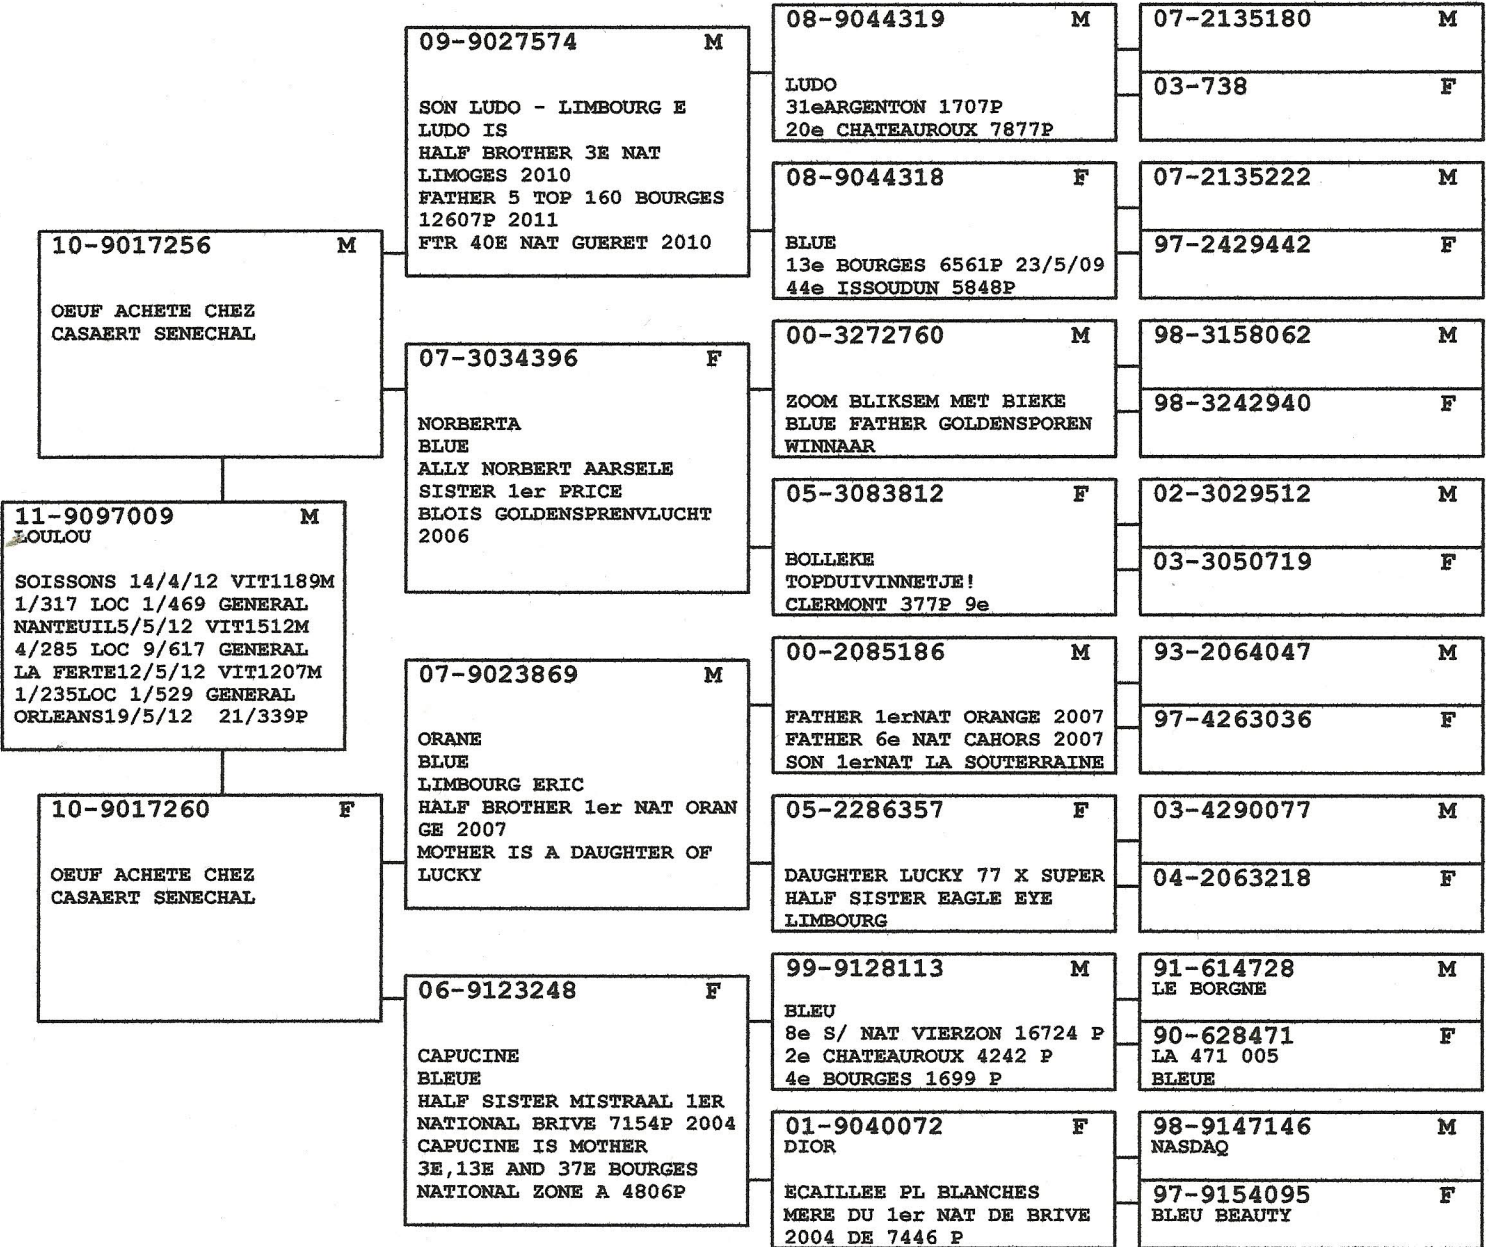 11-9097009 M
LOULOU
SOISSONS 14/4/12 VIT1189M
1/317 LOC 1/469 GENERAL
NANTEUIL5/5/12 VIT1512M
4/285 LOC 9/617 GENERAL
LA FERTE12/5/12 VIT1207M
1/235LOC 1/529 GENERAL
ORLEANS19/5/12 21/339P
10-9017256 M
OEUF ACHETE CHEZ
CASAERT SENECHAL
10-9017260 F
OEUF ACHETE CHEZ
CASAERT SENECHAL
09-9027574 M
SON LUDO - LIMBOURG E
LUDO IS
HALF BROTHER 3E NAT
LIMOGES 2010
FATHER 5 TOP 160 BOURGES
12607P 2011
FTR 40E NAT GUERET 2010
07-3034396 F
NORBERTA
BLUE
ALLY NORBERT AARSELE
SISTER 1er PRICE
BLOIS GOLDENSPRENVLUCHT
2006
07-9023869 M
ORANE
BLUE
LIMBOURG ERIC
HALF BROTHER 1er NAT ORAN
GE 2007
MOTHER IS A DAUGHTER OF
LUCKY
06-9123248 F
CAPUCINE
BLEUE
HALF SISTER MISTRAAL 1ER
NATIONAL BRIVE 7154P 2004
CAPUCINE IS MOTHER
3E,13E AND 37E BOURGES
NATIONAL ZONE A 4806P
08-9044319 M
LUDO
31eARGENTON 1707P
20e CHATEAUROUX 7877P
08-9044318 F
BLUE
13e BOURGES 6561P 23/5/09
44e ISSOUDUN 5848P
00-3272760 M
ZOOM BLIKSEM MET BIEKE
BLUE FATHER GOLDENSPOREN
WINNAAR
05-3083812 F
BOLLEKE
TOPDUIVINNETJE!
CLERMONT 377P 9e
00-2085186 M
FATHER 1erNAT ORANGE 2007
FATHER 6e NAT CAHORS 2007
SON 1erNAT LA SOUTERRAINE
05-2286357 F
DAUGHTER LUCKY 77 X SUPER
HALF SISTER EAGLE EYE
LIMBOURG
99-9128113 M
BLEU
8e S/ NAT VIERZON 16724 P
2e CHATEAUROUX 4242 P
4e BOURGES 1699 P
01-9040072 F
DIOR
ECAILLEE PL BLANCHES
MERE DU 1er NAT DE BRIVE
2004 DE 7446 P
07-2135180 M
03-738 F
07-2135222 M
97-2429442 F
98-3158062 M
98-3242940 F
02-3029512 M
03-3050719 F
93-2064047 M
97-4263036 F
03-4290077 M
04-2063218 F
91-614728 M
LE BORGNE
90-628471 F
LA 471 005
BLEUE
98-9147146 M
NASDAQ
97-9154095 F
BLEU BEAUTY